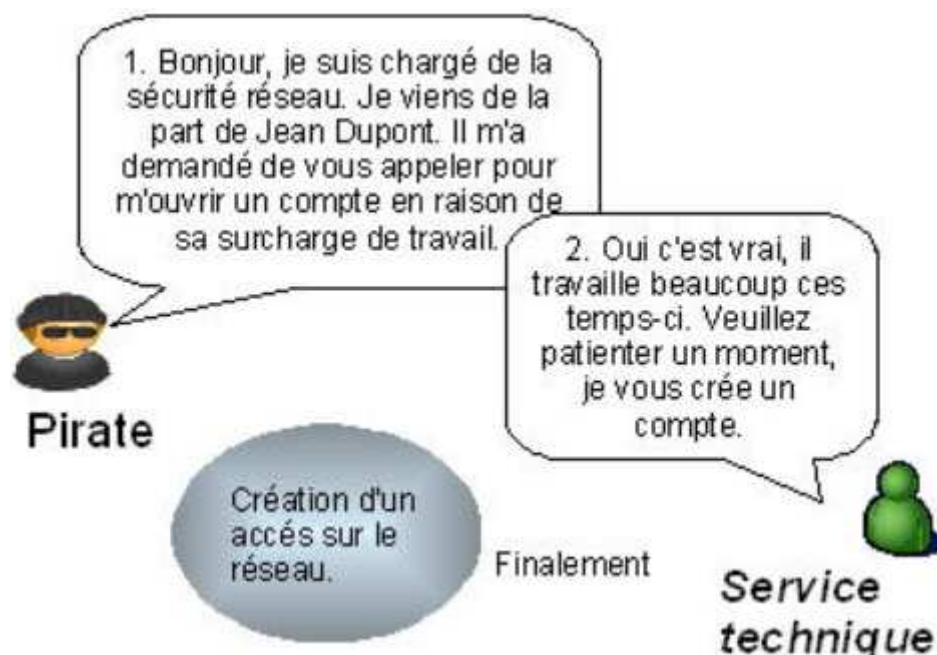 1. Bonjour, je suis chargé de la
sécurité réseau. Je viens de la
part de Jean Dupont. Il m'a
demandé de vous appeler pour
m'ouvrir un compte en raison de
sa surcharge de travail.
2. Oui c'est vrai, il
travaille beaucoup ces
temps-ci. Veuillez
patienter un moment,
je vous crée un
compte.
Pirate
Création d'un
accés sur le
réseau.
Finalement
Service
technique